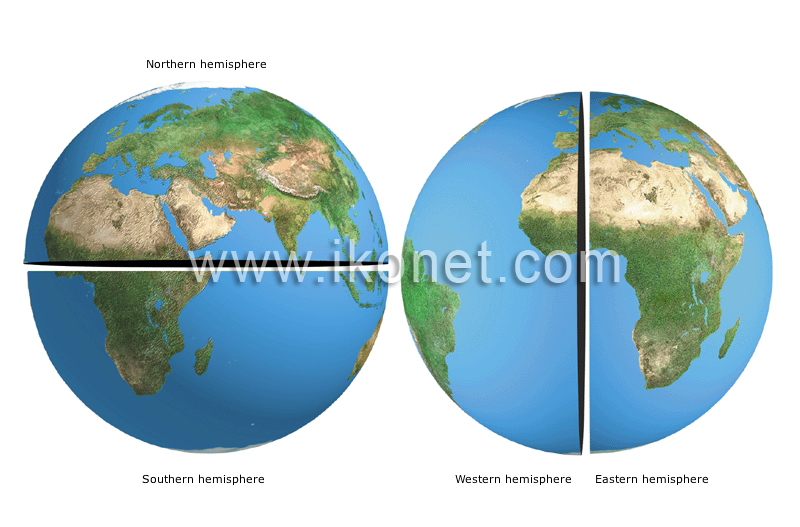 Northern hemisphere
www.ikonet.com
Southern hemisphere
Western hemisphere
Eastern hemisphere